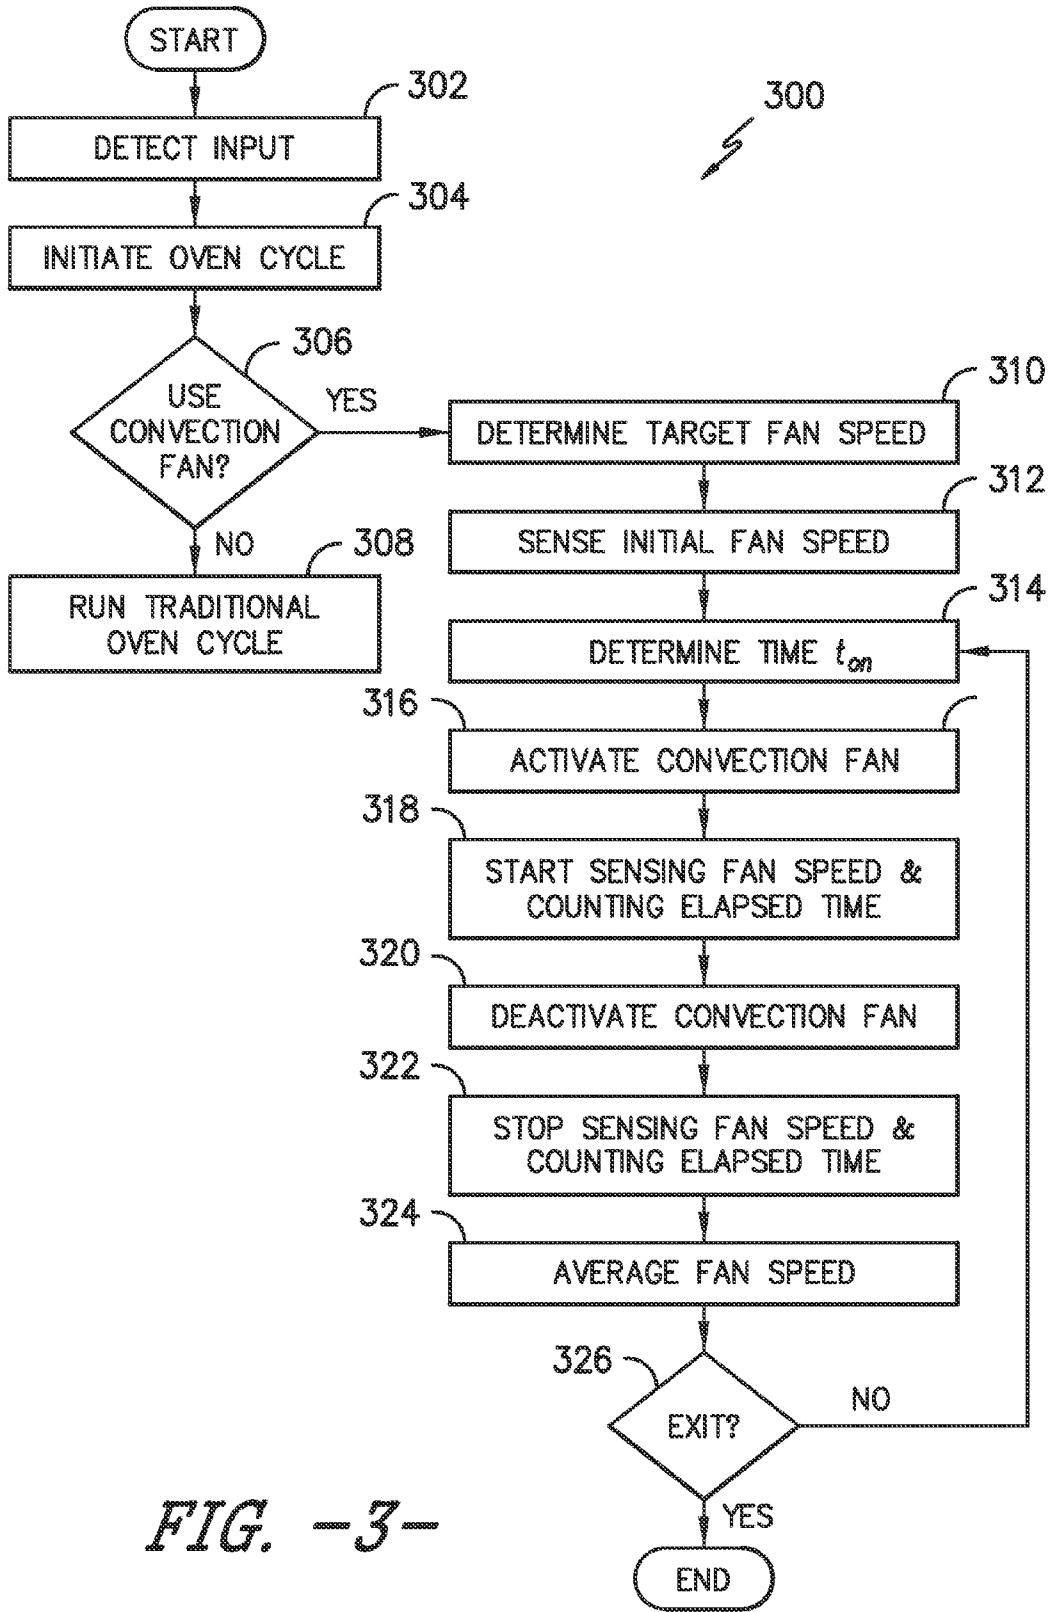 START
302
DETECT INPUT
300
304
INITIATE OVEN CYCLE
306
USE
CONVECTION
FAN?
YES
NO
308
RUN TRADITIONAL
OVEN CYCLE
310
DETERMINE TARGET FAN SPEED
312
SENSE INITIAL FAN SPEED
314
DETERMINE TIME ton
316
ACTIVATE CONVECTION FAN
318
START SENSING FAN SPEED &
COUNTING ELAPSED TIME
320
DEACTIVATE CONVECTION FAN
322
STOP SENSING FAN SPEED &
COUNTING ELAPSED TIME
324
AVERAGE FAN SPEED
326
EXIT?
NO
YES
END
FIG. -3-